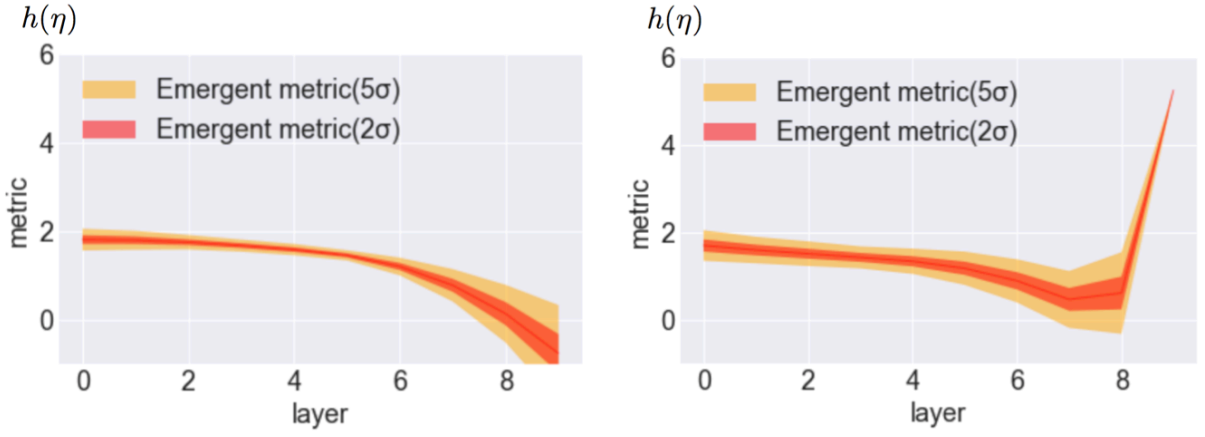 h(η)
6
Emergent metric(5σ)
Emergent metric(2σ)
4
metric
2
0
0 2 4 6 8
layer
h(η)
6
Emergent metric(5σ)
Emergent metric(2σ)
4
metric
2
0
0 2 4 6 8
layer